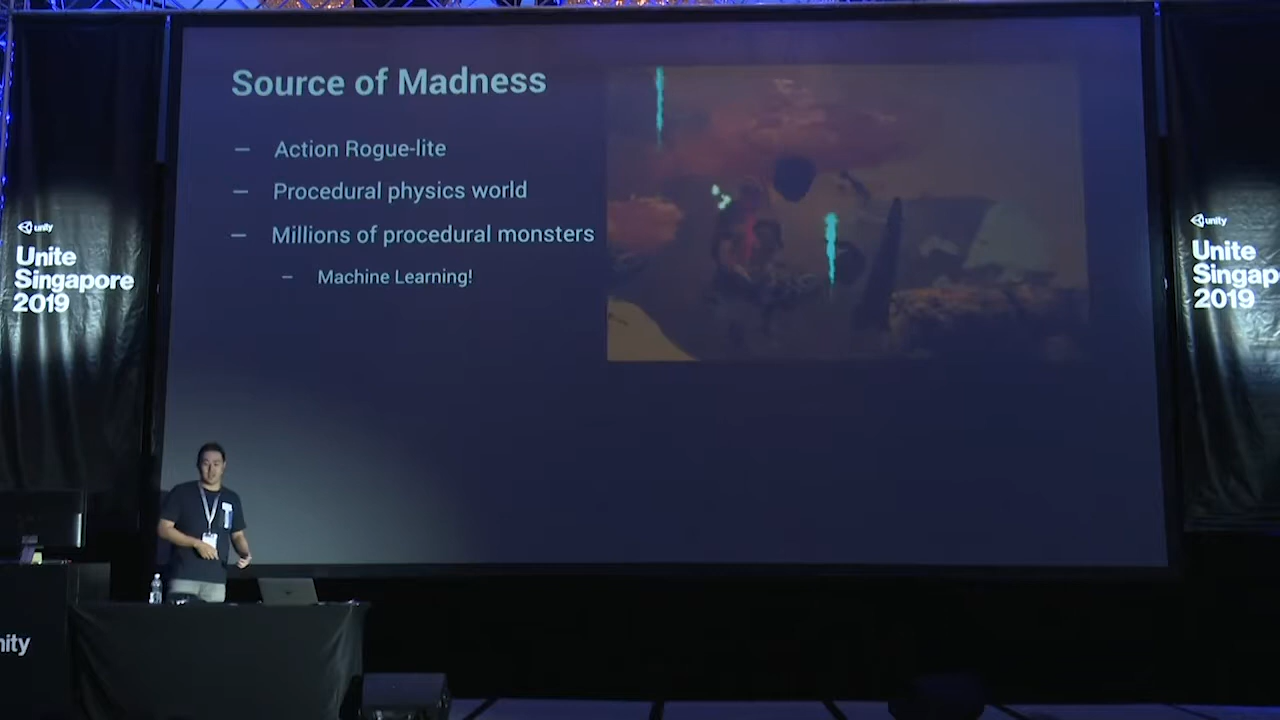 Source of Madness
– Action Rogue-lite
– Procedural physics world
– Millions of procedural monsters
– Machine Learning!
unity
Unite
Singapore
2019
unity
Unite
Singap
2019
nity